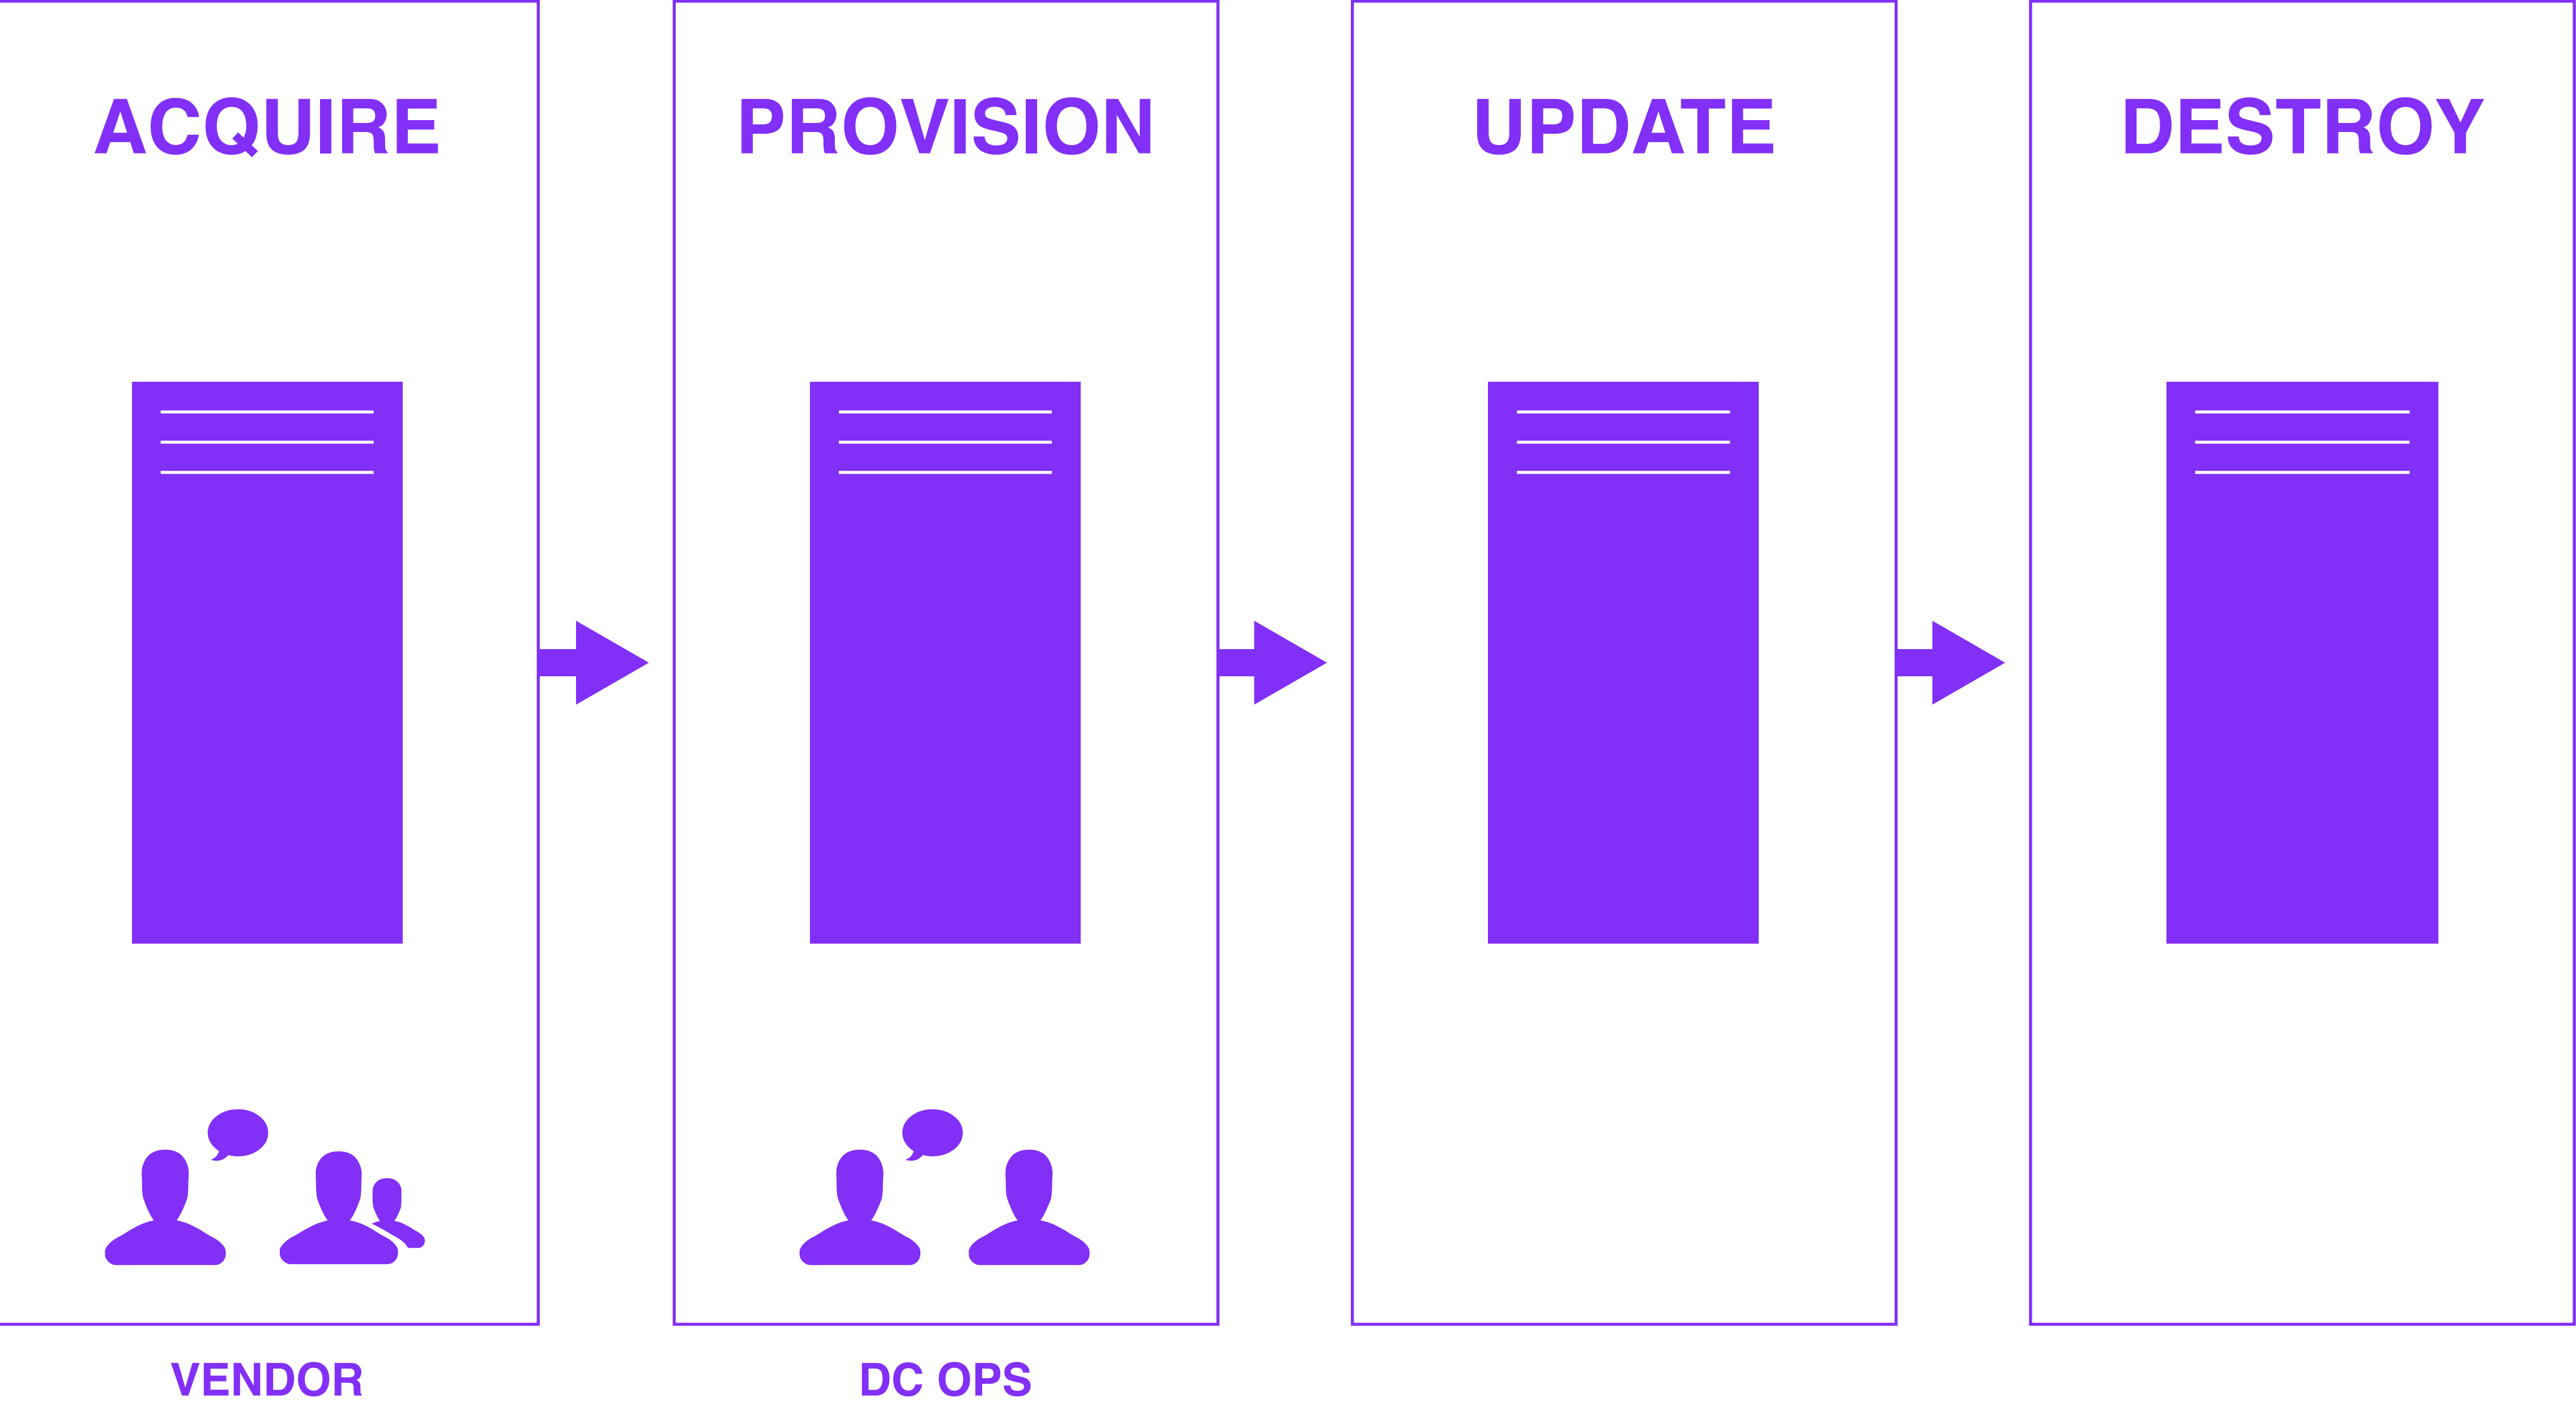 ACQUIRE
PROVISION
UPDATE
DESTROY
VENDOR
DC OPS